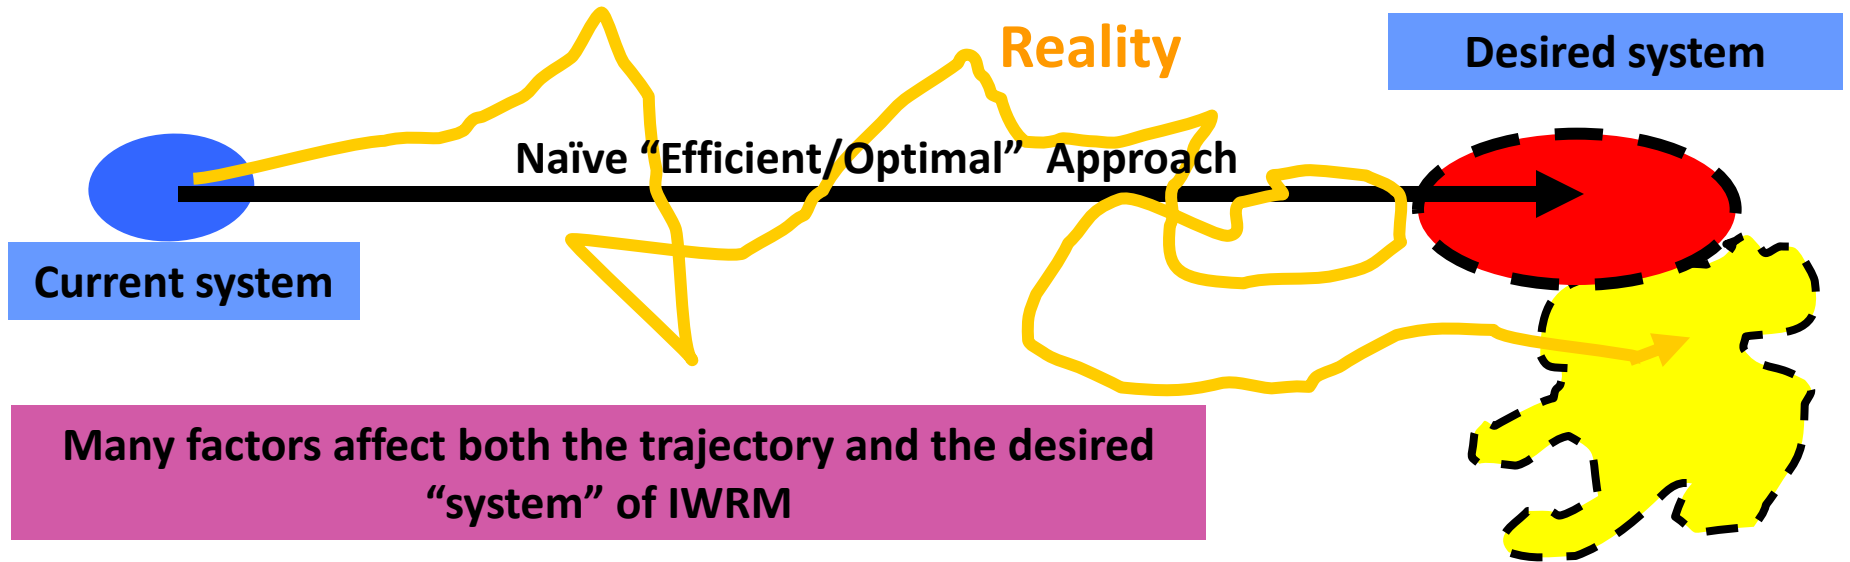 Reality
Desired system
Naïve “Efficient/Optimal”  Approach
Current system
Many factors affect both the trajectory and the desired
“system” of IWRM